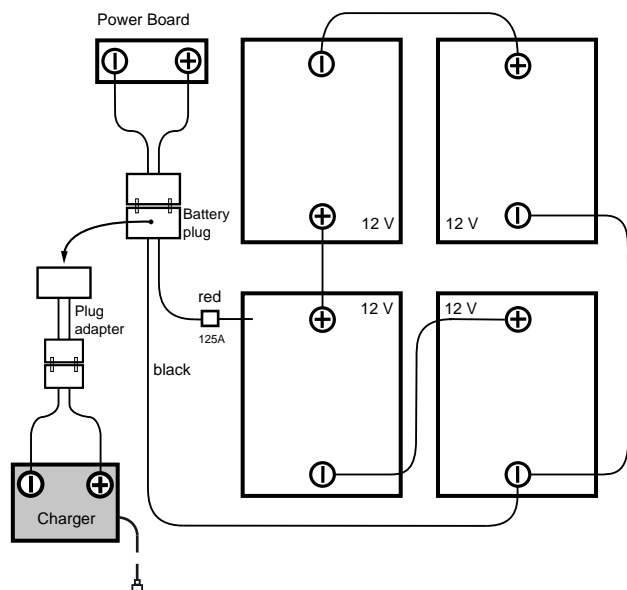 Power Board
12 V
12 V
Battery
plug
red
12 V
12 V
Plug
adapter
125A
black
Charger